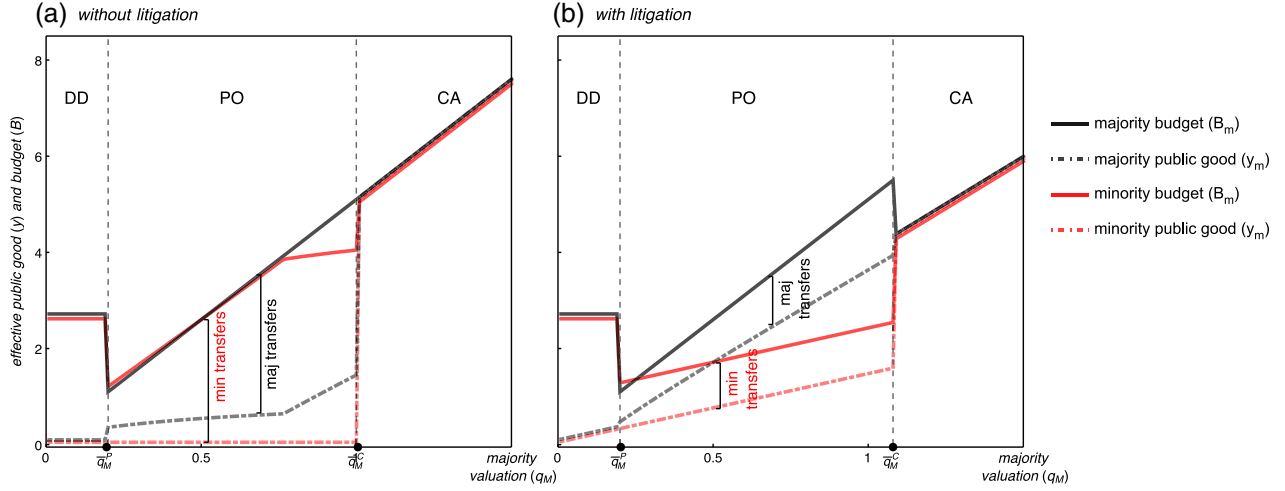 (a) without litigation
(b) with litigation
effective public good (y) and budget (B)
8
6
4
2
0
DD
PO
CA
min transfers
maj transfers
0
q̅_M^P
0.5
q̅_M^C
1
majority
valuation (q_M)
DD
PO
CA
maj
transfers
min
transfers
0
q̅_M^P
0.5
1
q̅_M^C
majority
valuation (q_M)
majority budget (B_m)
majority public good (y_m)
minority budget (B_m)
minority public good (y_m)